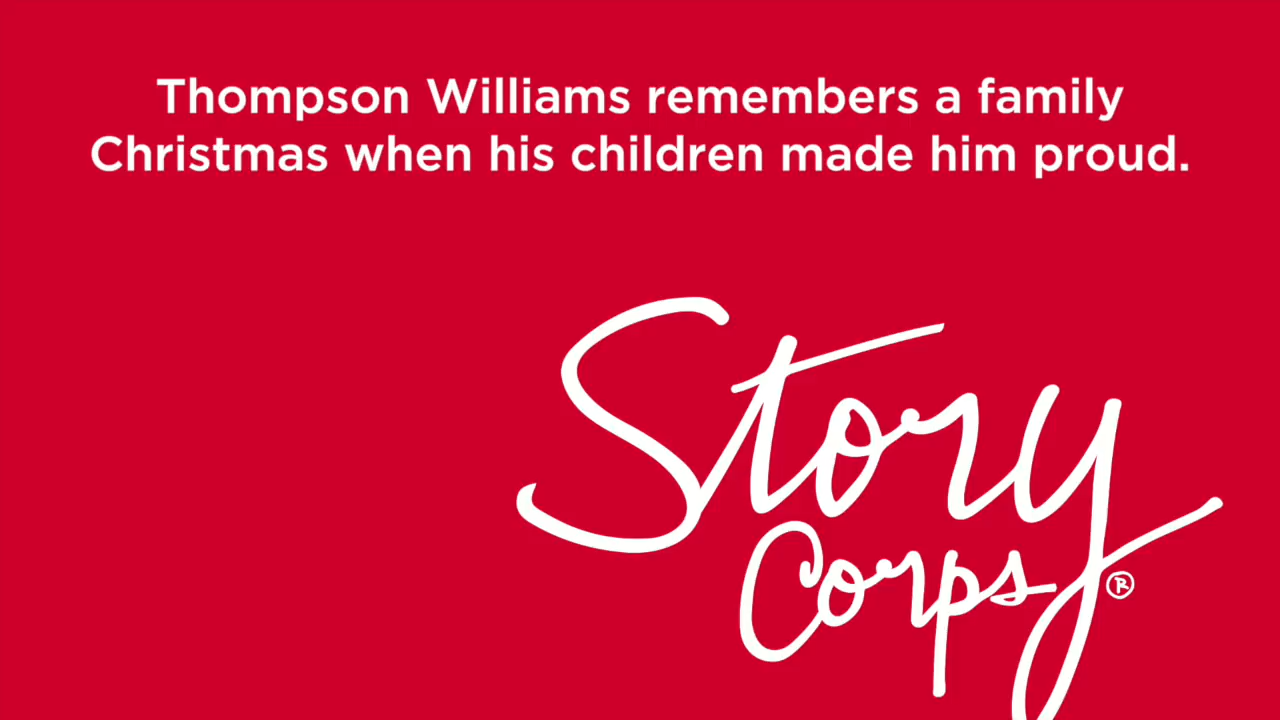 Thompson Williams remembers a family
Christmas when his children made him proud.
Story
Corps®